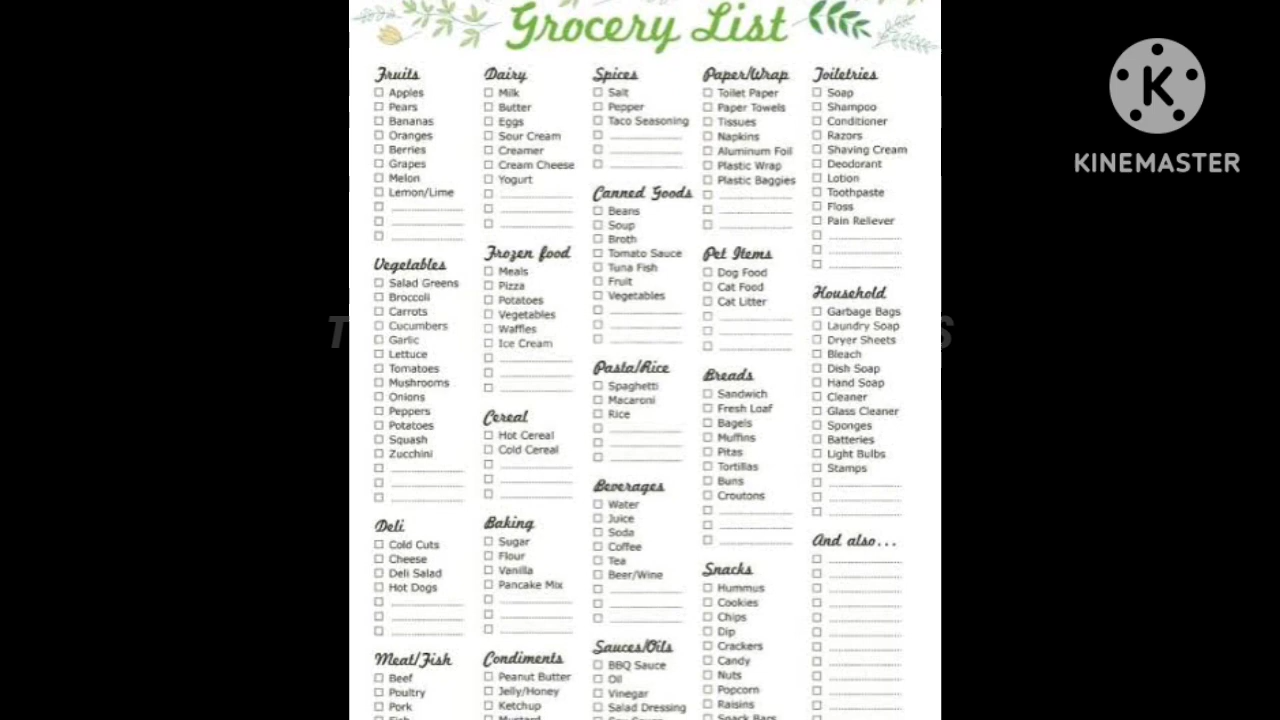 Grocery List
Fruits
Apples
Pears
Bananas
Oranges
Berries
Grapes
Melon
Lemon/Lime
Vegetables
Salad Greens
Broccoli
Carrots
Cucumbers
Garlic
Lettuce
Tomatoes
Mushrooms
Onions
Peppers
Potatoes
Squash
Zucchini
Deli
Cold Cuts
Cheese
Deli Salad
Hot Dogs
Meat/Fish
Beef
Poultry
Pork
Fish
Dairy
Milk
Butter
Eggs
Sour Cream
Creamer
Cream Cheese
Yogurt
Frozen food
Meals
Pizza
Potatoes
Vegetables
Waffles
Ice Cream
Cereal
Hot Cereal
Cold Cereal
Baking
Sugar
Flour
Vanilla
Pancake Mix
Condiments
Peanut Butter
Jelly/Honey
Ketchup
Mustard
Spices
Salt
Pepper
Taco Seasoning
Canned Goods
Beans
Soup
Broth
Tomato Sauce
Tuna Fish
Fruit
Vegetables
Pasta/Rice
Spaghetti
Macaroni
Rice
Beverages
Water
Juice
Soda
Coffee
Tea
Beer/Wine
Sauces/Oils
BBQ Sauce
Oil
Vinegar
Salad Dressing
Soy Sauce
Paper/Wrap
Toilet Paper
Paper Towels
Tissues
Napkins
Aluminum Foil
Plastic Wrap
Plastic Baggies
Pet Items
Dog Food
Cat Food
Cat Litter
Breads
Sandwich
Fresh Loaf
Bagels
Muffins
Pitas
Tortillas
Buns
Croutons
Snacks
Hummus
Cookies
Chips
Dip
Crackers
Candy
Nuts
Popcorn
Raisins
Snack Bars
Toiletries
Soap
Shampoo
Conditioner
Razors
Shaving Cream
Deodorant
Lotion
Toothpaste
Floss
Pain Reliever
Household
Garbage Bags
Laundry Soap
Dryer Sheets
Bleach
Dish Soap
Hand Soap
Cleaner
Glass Cleaner
Sponges
Batteries
Light Bulbs
Stamps
And also...
K
KINEMASTER